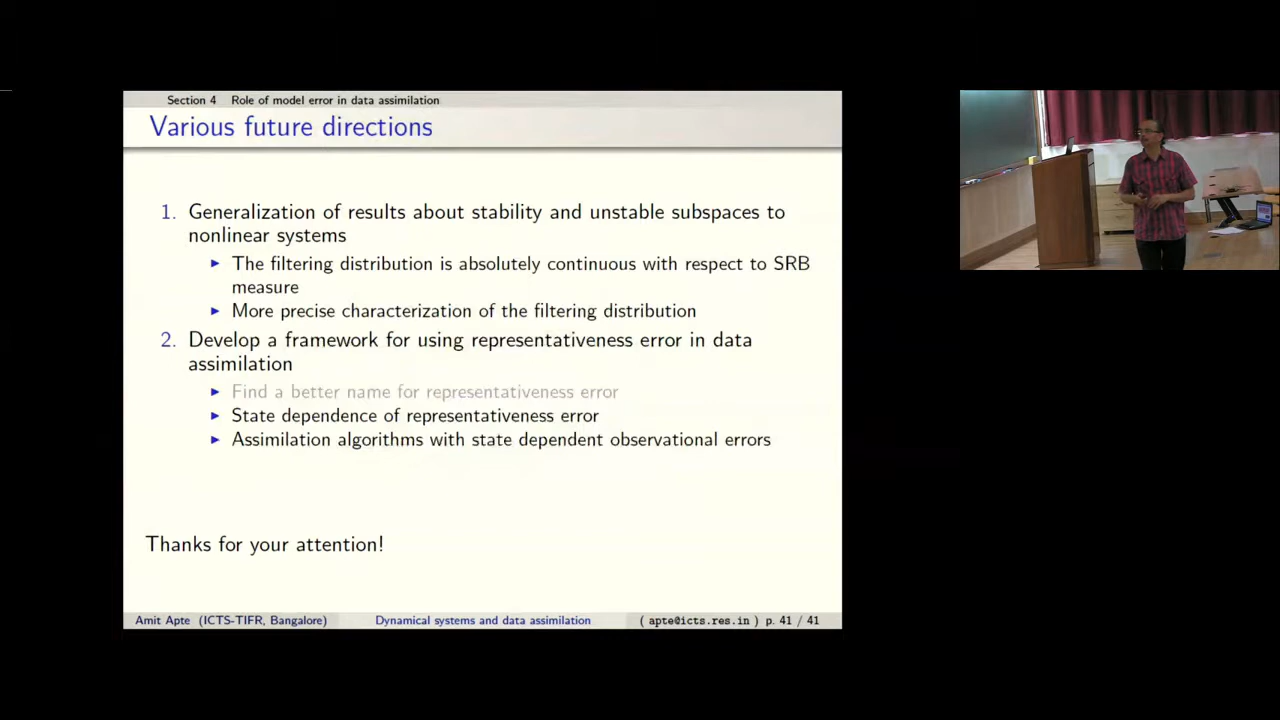 Section 4 Role of model error in data assimilation
Various future directions
1. Generalization of results about stability and unstable subspaces to
nonlinear systems
▶ The filtering distribution is absolutely continuous with respect to SRB
measure
▶ More precise characterization of the filtering distribution
2. Develop a framework for using representativeness error in data
assimilation
▶ Find a better name for representativeness error
▶ State dependence of representativeness error
▶ Assimilation algorithms with state dependent observational errors
Thanks for your attention!
Amit Apte (ICTS-TIFR, Bangalore) Dynamical systems and data assimilation ( apte@icts.res.in ) p. 41 / 41